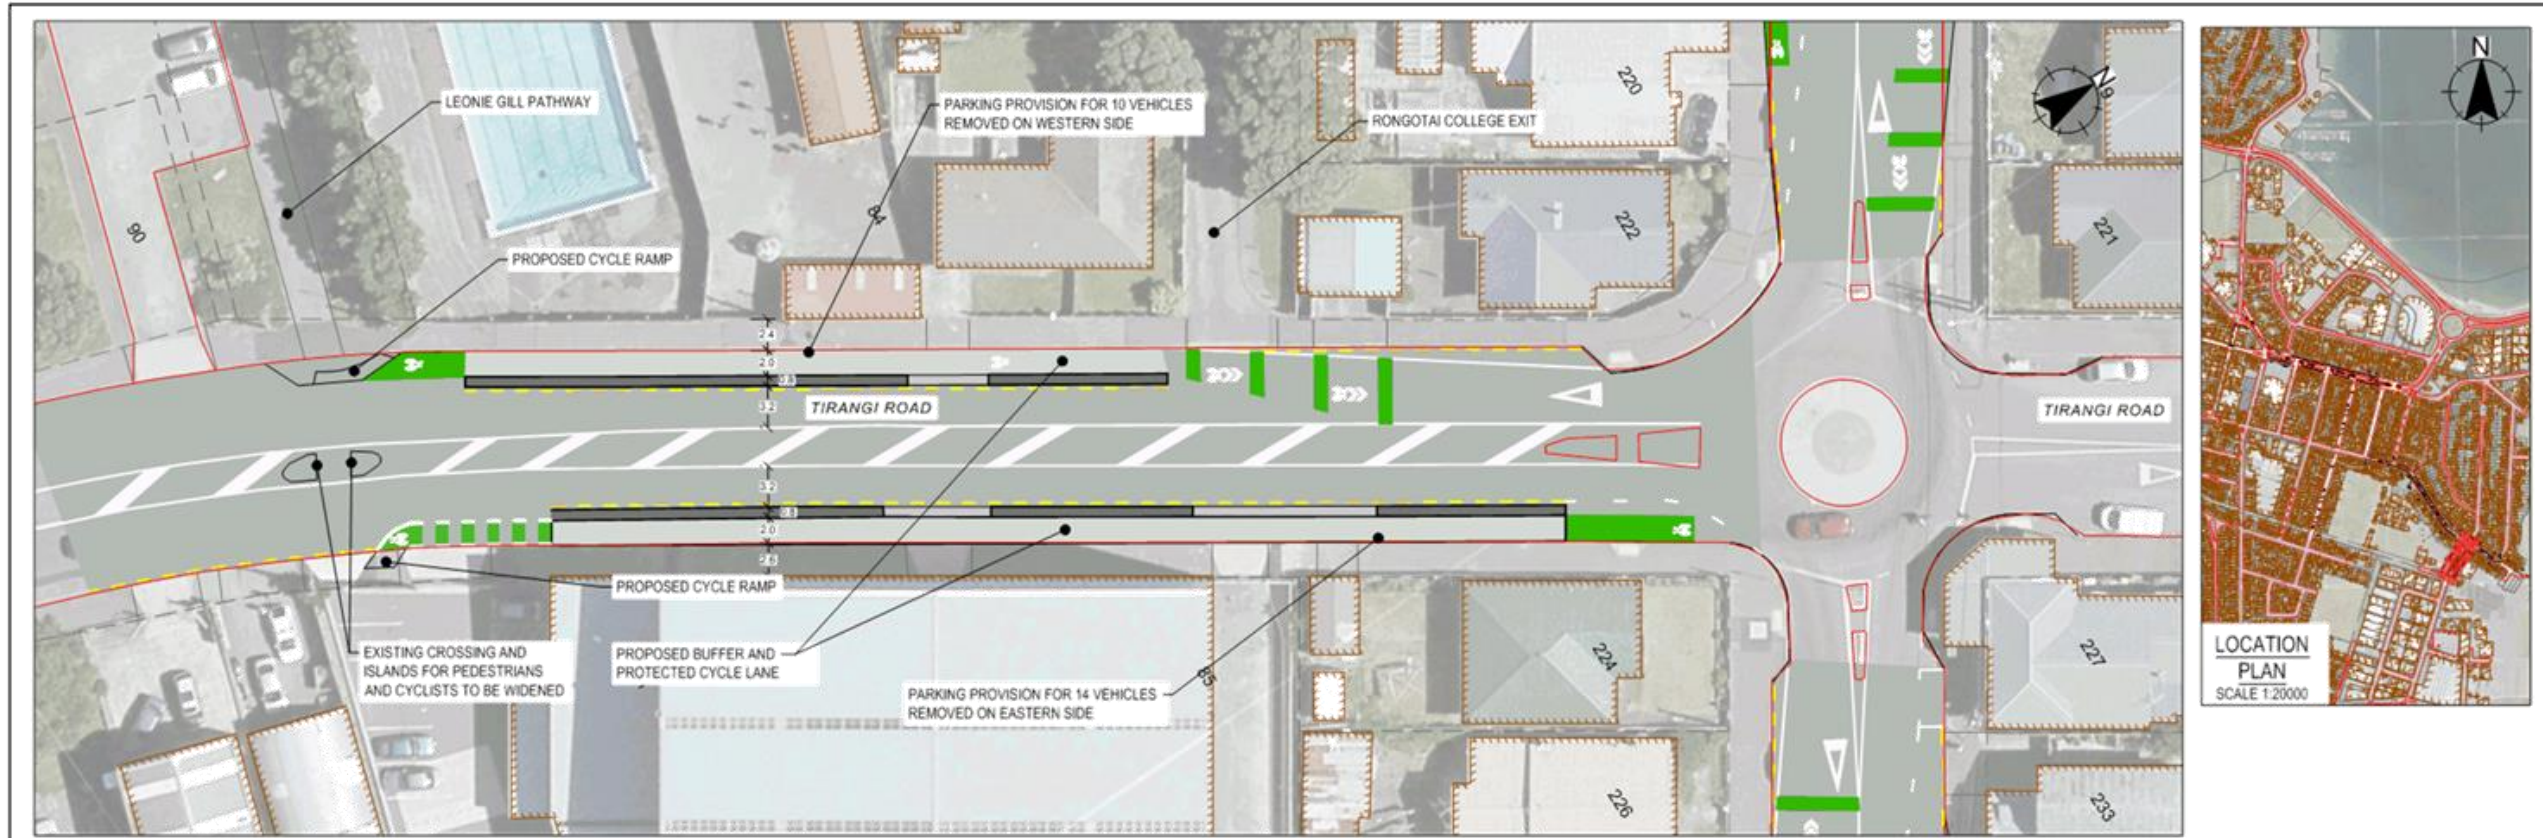 LEONIE GILL PATHWAY
PARKING PROVISION FOR 10 VEHICLES
REMOVED ON WESTERN SIDE
RONGOTAI COLLEGE EXIT
PROPOSED CYCLE RAMP
90
84
220
222
221
N
N
2.4
2.0
0.8
3.2
TIRANGI ROAD
TIRANGI ROAD
3.2
0.8
2.0
2.6
PROPOSED CYCLE RAMP
EXISTING CROSSING AND
ISLANDS FOR PEDESTRIANS
AND CYCLISTS TO BE WIDENED
PROPOSED BUFFER AND
PROTECTED CYCLE LANE
PARKING PROVISION FOR 14 VEHICLES
REMOVED ON EASTERN SIDE
85
224
226
227
233
LOCATION
PLAN
SCALE 1:20000